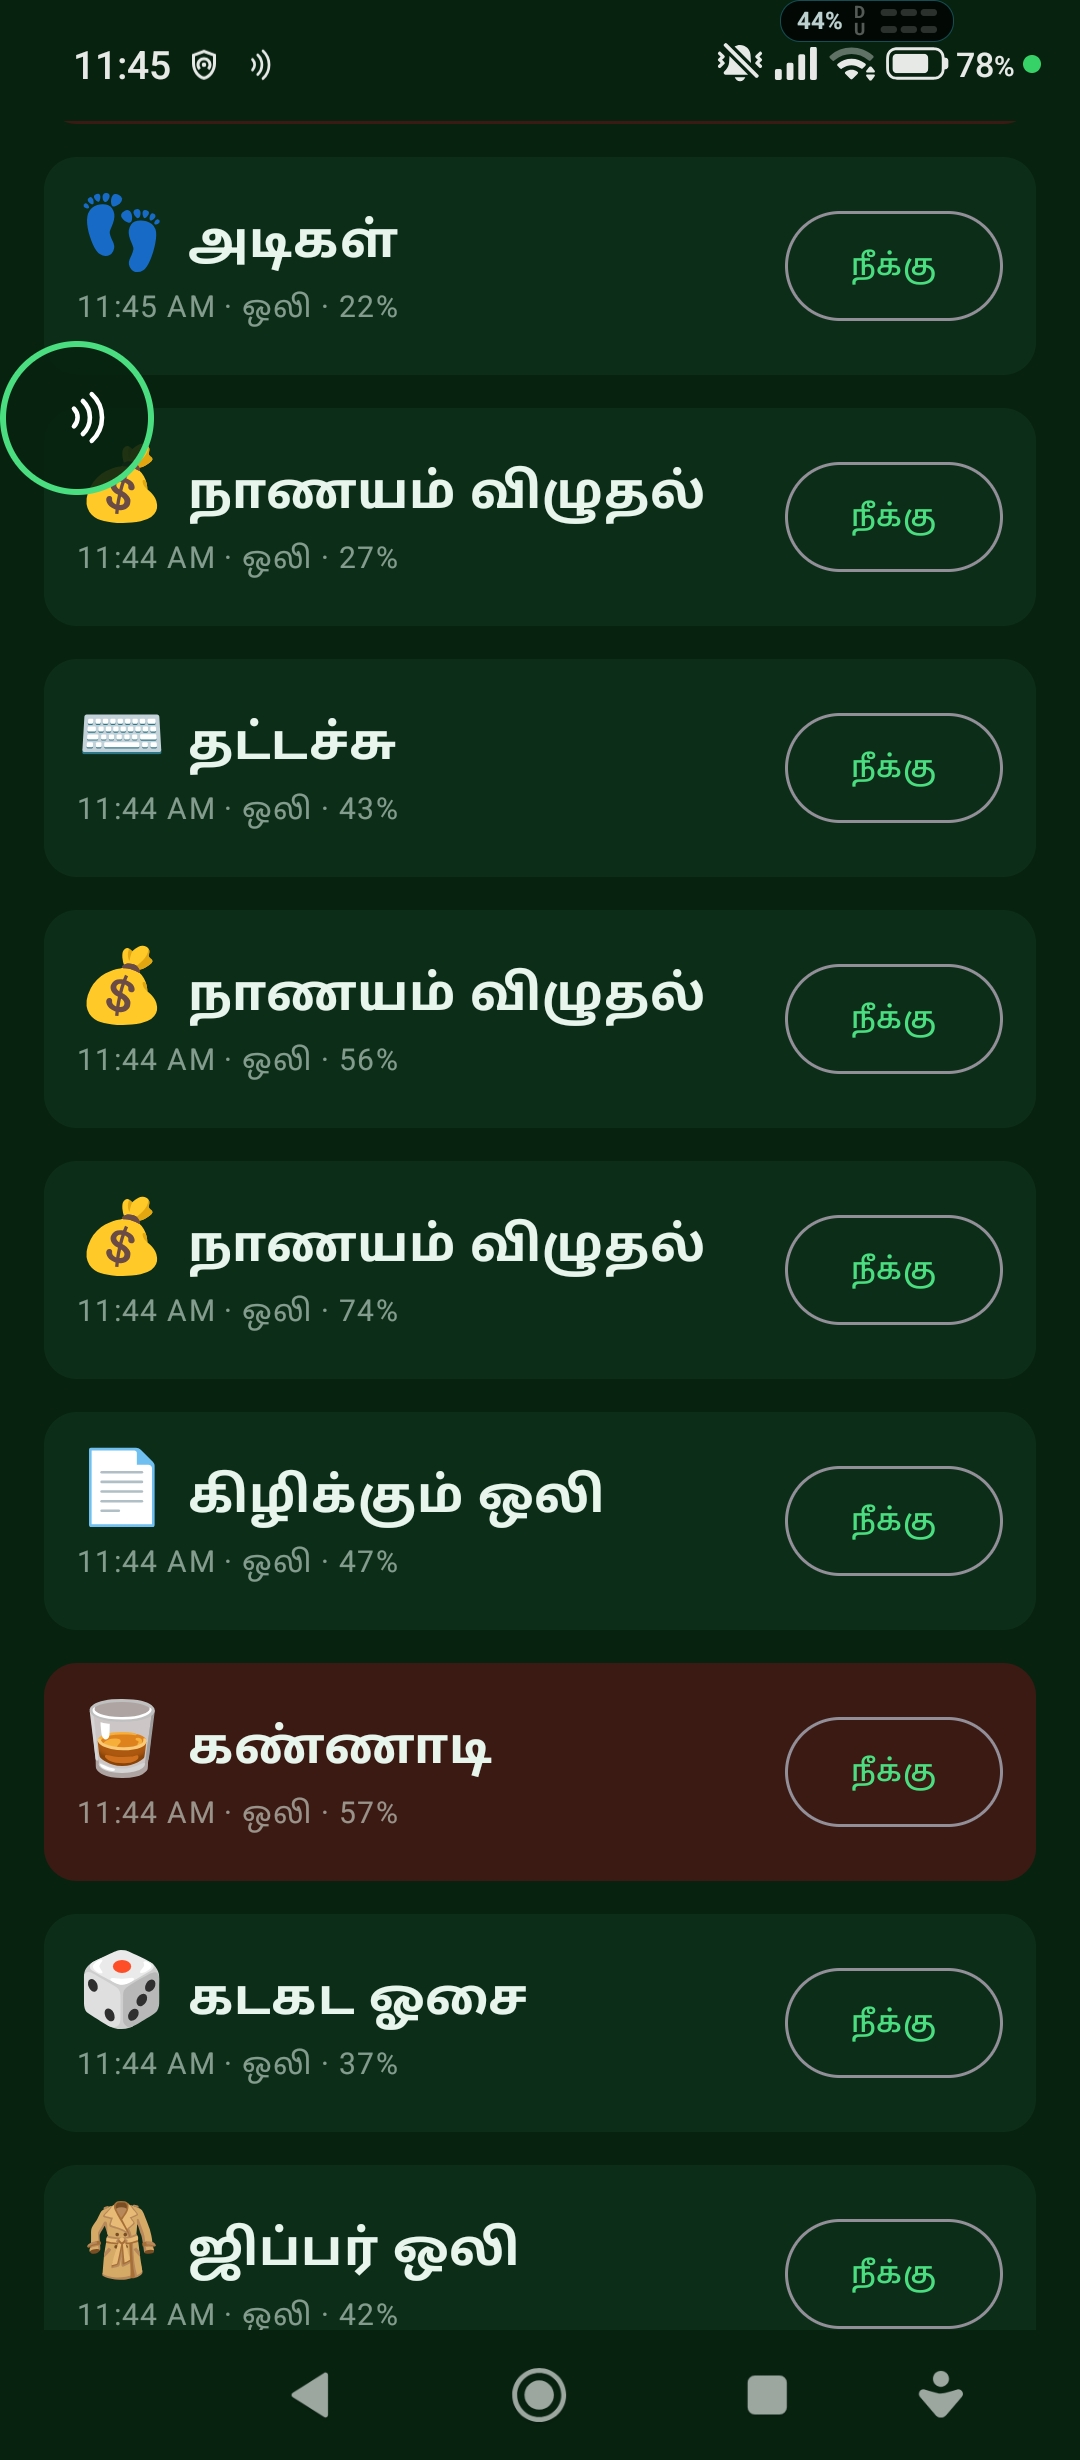 44% D U
11:45 78%
அடிகள்
11:45 AM · ஒலி · 22%
நீக்கு
நாணயம் விழுதல்
11:44 AM · ஒலி · 27%
நீக்கு
தட்டச்சு
11:44 AM · ஒலி · 43%
நீக்கு
நாணயம் விழுதல்
11:44 AM · ஒலி · 56%
நீக்கு
நாணயம் விழுதல்
11:44 AM · ஒலி · 74%
நீக்கு
கிழிக்கும் ஒலி
11:44 AM · ஒலி · 47%
நீக்கு
கண்ணாடி
11:44 AM · ஒலி · 57%
நீக்கு
கடகட ஓசை
11:44 AM · ஒலி · 37%
நீக்கு
ஜிப்பர் ஒலி
11:44 AM · ஒலி · 42%
நீக்கு